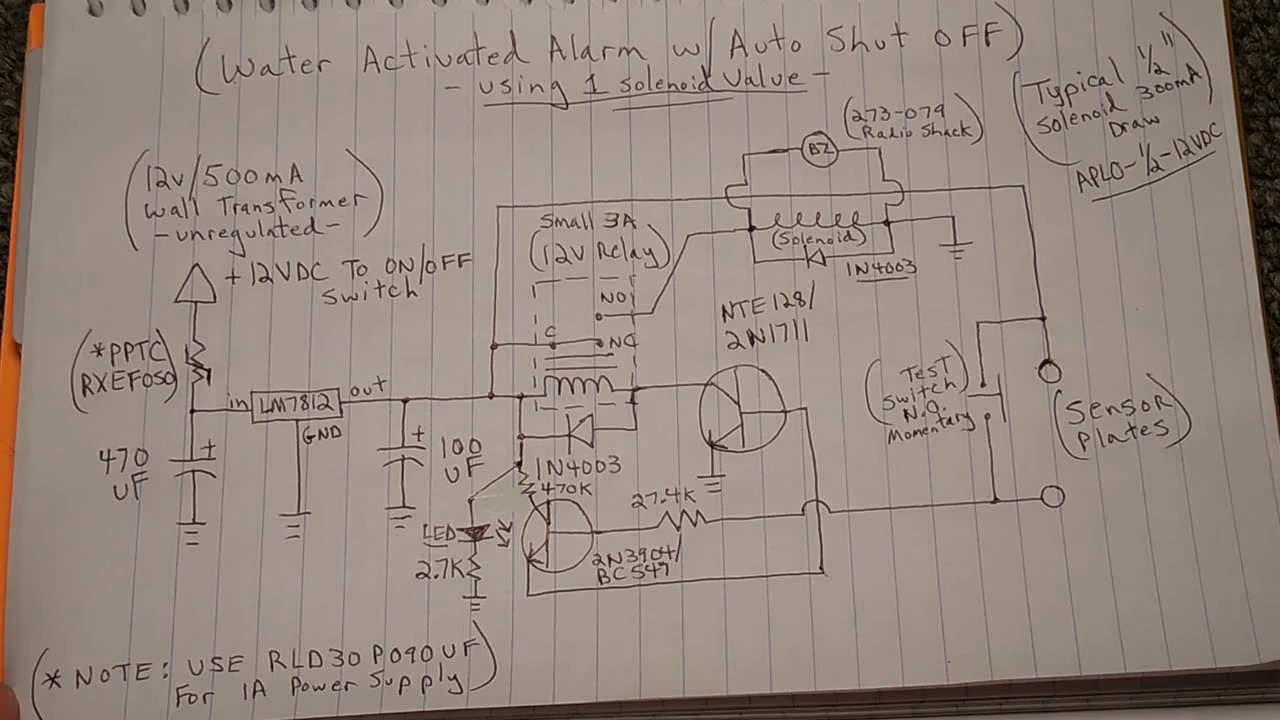 (Water Activated Alarm w/ Auto Shut OFF)
- using 1 solenoid valve -
(Typical 1/2"
Solenoid 300mA
Draw)
APLO-1/2-12VDC
(273-079
Radio Shack)
BZ
(12v/500mA
Wall Transformer
-unregulated-)
+12VDC TO ON/OFF
Switch
Small 3A
(12V Relay)
(Solenoid)
1N4003
NO
C
NC
NTE128/
2N1711
(*PPTC
RXEF050)
in
LM7812
out
GND
(Test
Switch
N.O.
Momentary)
(Sensor
Plates)
470
UF
+
+
100
UF
1N4003
470K
27.4K
LED
2.7K
2N3904/
BC547
(*NOTE: USE RLD30P090UF
For 1A Power Supply)